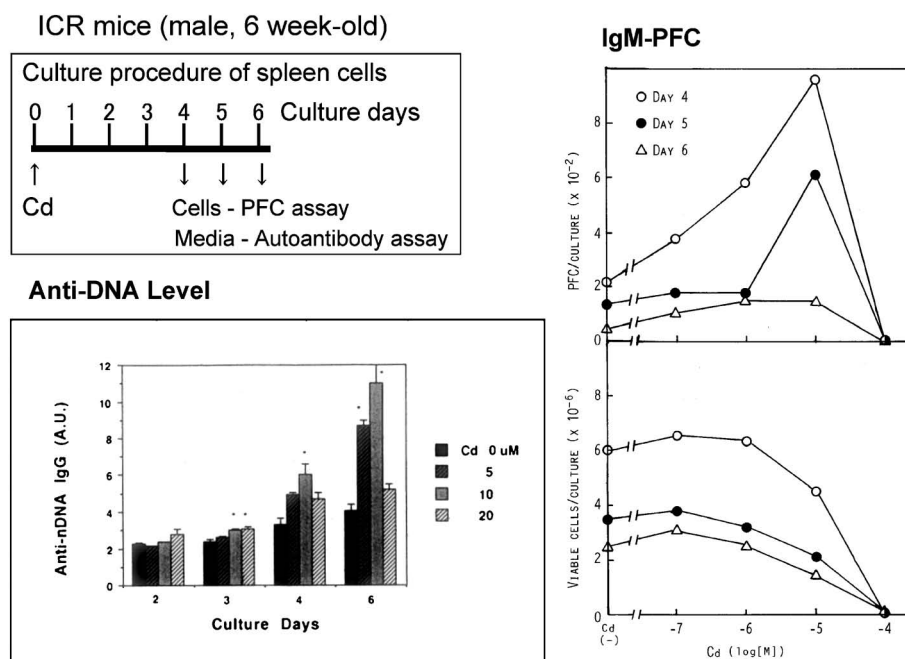 ICR mice (male, 6 week-old)
Culture procedure of spleen cells
0 1 2 3 4 5 6 Culture days
↑ ↓ ↓ ↓
Cd Cells - PFC assay
Media - Autoantibody assay
Anti-DNA Level
Anti-nDNA IgG (A.U.)
12
10
8
6
4
2
0
* * * * *
2 3 4 6
Culture Days
Cd 0 uM
5
10
20
IgM-PFC
○ DAY 4
● DAY 5
△ DAY 6
PFC/CULTURE (x 10⁻²)
8
6
4
2
0
VIABLE CELLS/CULTURE (x 10⁻⁶)
8
6
4
2
0
Cd (-) -7 -6 -5 -4
Cd (log[M])